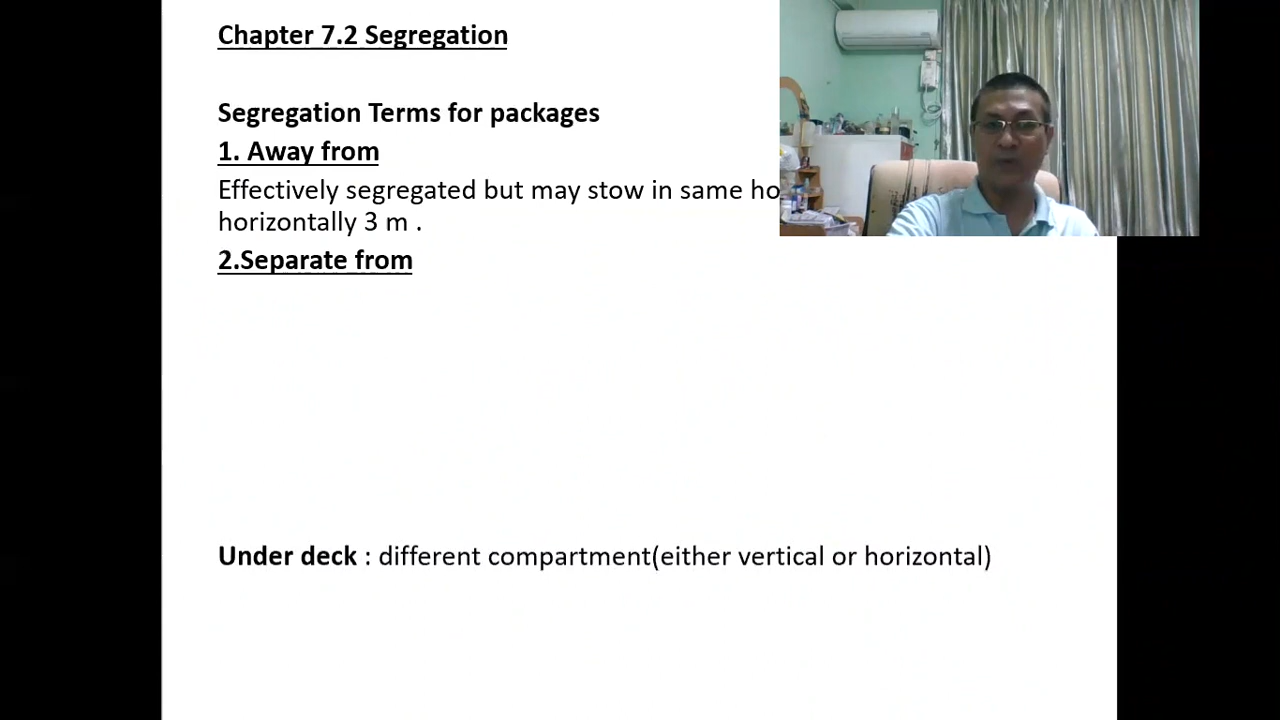 Chapter 7.2 Segregation
Segregation Terms for packages
1. Away from
Effectively segregated but may stow in same
horizontally 3 m .
2.Separate from
Under deck : different compartment(either vertical or horizontal)